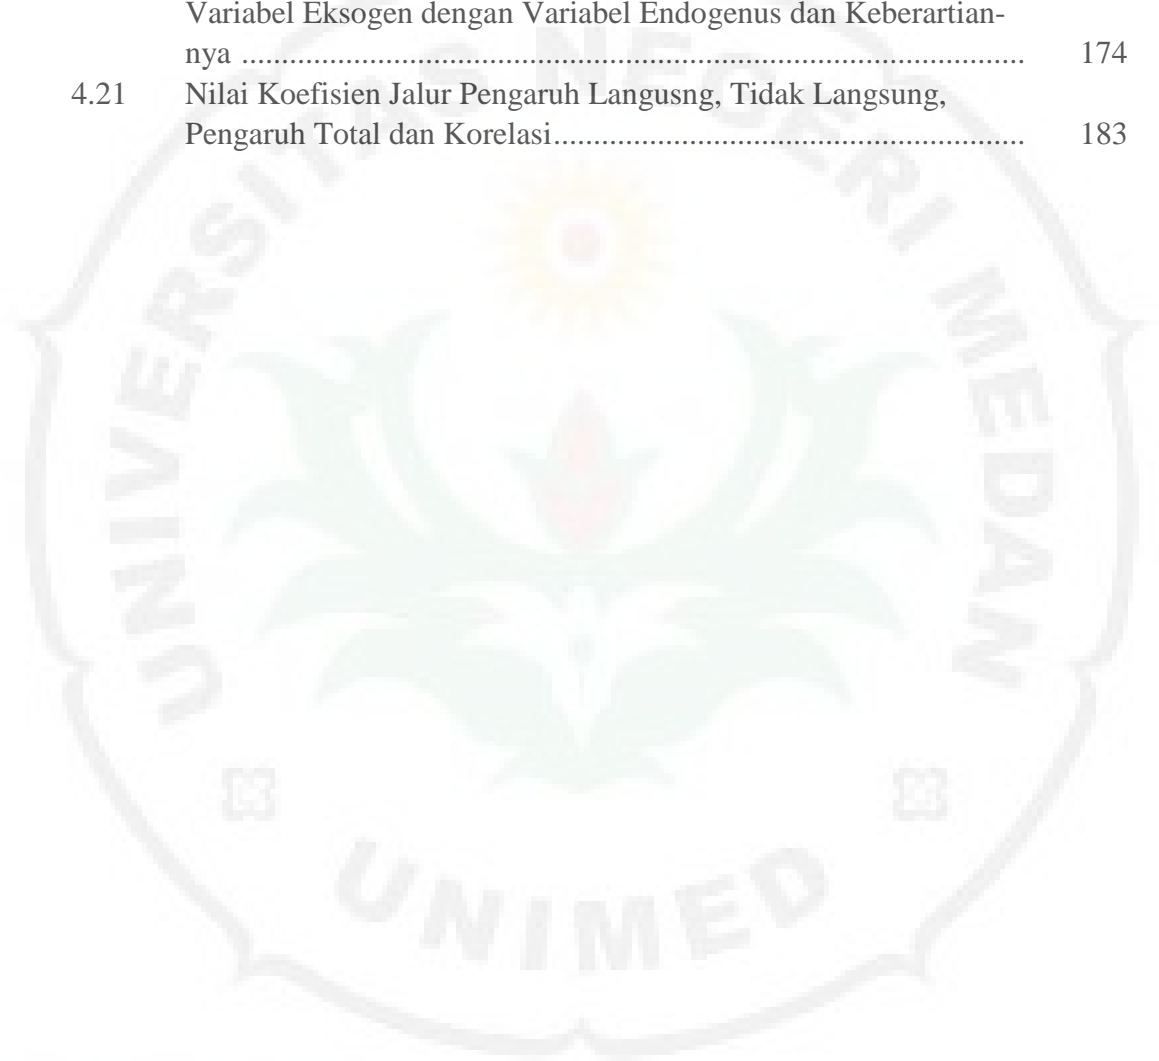 Variabel Eksogen dengan Variabel Endogenus dan Keberartian-
nya .................................................................................................. 174
4.21 Nilai Koefisien Jalur Pengaruh Langusng, Tidak Langsung,
Pengaruh Total dan Korelasi........................................................... 183
UNIVERSITAS NEGERI MEDAN
UNIMED